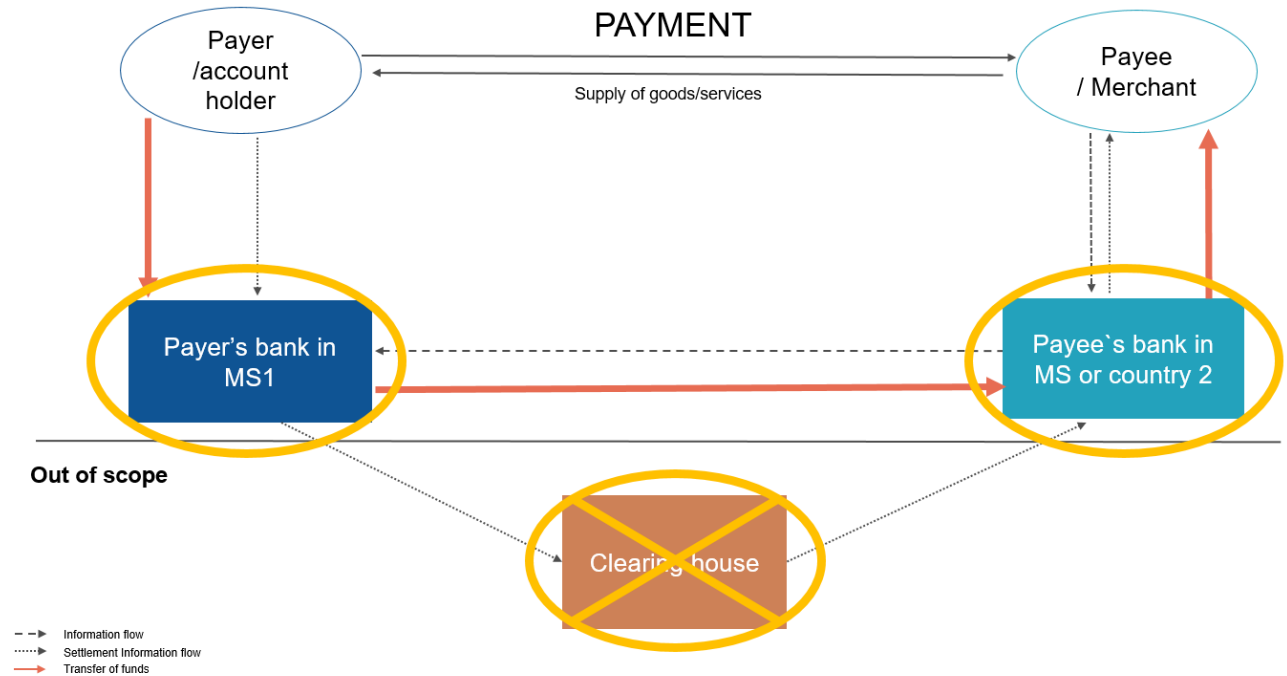 PAYMENT
Payer
/account
holder
Payee
/ Merchant
Supply of goods/services
Payer’s bank in
MS1
Payee`s bank in
MS or country 2
Out of scope
Clearing house
Information flow
Settlement Information flow
Transfer of funds